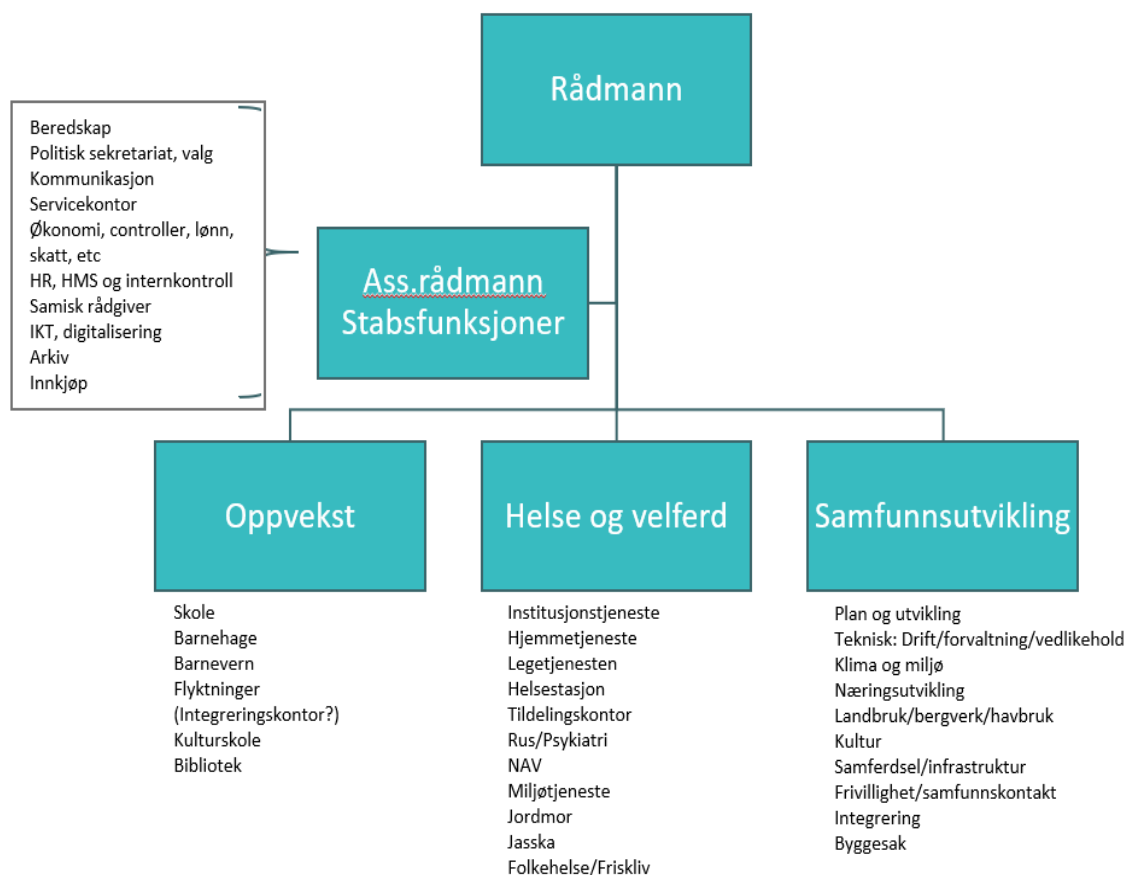 Rådmann
Beredskap
Politisk sekretariat, valg
Kommunikasjon
Servicekontor
Økonomi, controller, lønn,
skatt, etc
HR, HMS og internkontroll
Samisk rådgiver
IKT, digitalisering
Arkiv
Innkjøp
Ass.rådmann
Stabsfunksjoner
Oppvekst
Skole
Barnehage
Barnevern
Flyktninger
(Integreringskontor?)
Kulturskole
Bibliotek
Helse og velferd
Institusjonstjeneste
Hjemmetjeneste
Legetjenesten
Helsestasjon
Tildelingskontor
Rus/Psykiatri
NAV
Miljøtjeneste
Jordmor
Jasska
Folkehelse/Friskliv
Samfunnsutvikling
Plan og utvikling
Teknisk: Drift/forvaltning/vedlikehold
Klima og miljø
Næringsutvikling
Landbruk/bergverk/havbruk
Kultur
Samferdsel/infrastruktur
Frivillighet/samfunnskontakt
Integrering
Byggesak